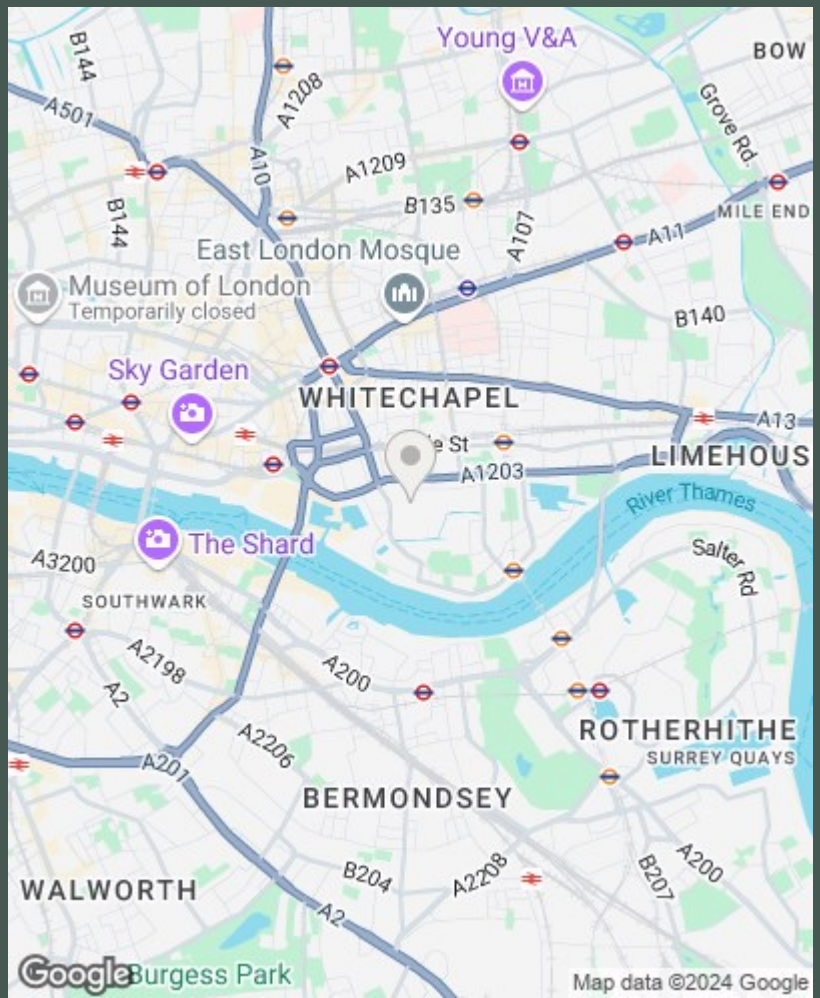 Young V&A
BOW
B144
A1208
A501
Grove Rd
A10
A1209
B144
B135
A107
MILE END
A11
East London Mosque
Museum of London
Temporarily closed
B140
Sky Garden
WHITECHAPEL
A13
le St
LIMEHOUS
A1203
River Thames
The Shard
A3200
Salter Rd
SOUTHWARK
A2198
A200
A2
ROTHERHITHE
A2206
SURREY QUAYS
A201
BERMONDSEY
B204
A2208
B207
A200
WALWORTH
A2
Burgess Park
Google
Map data ©2024 Google